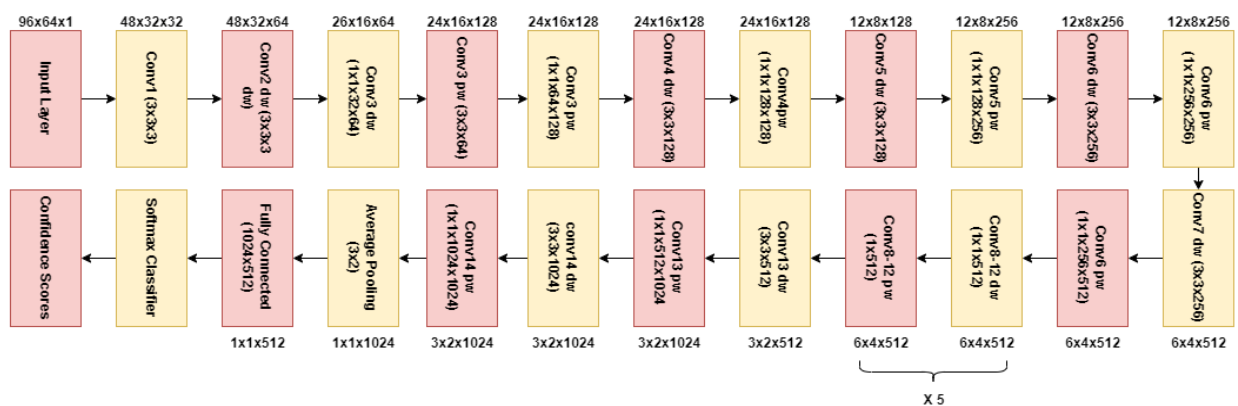 96x64x1
48x32x32
48x32x64
26x16x64
24x16x128
24x16x128
24x16x128
24x16x128
12x8x128
12x8x256
12x8x256
12x8x256
Input Layer
Conv1 (3x3x3)
Conv2 dw (3x3x3
dw)
Conv3 dw
(1x1x32x64)
Conv3 pw
(3x3x64)
Conv3 pw
(1x1x64x128)
Conv4 dw (3x3x128)
Conv4pw
(1x1x128x128)
Conv5 dw (3x3x128)
Conv5 pw
(1x1x128x256)
Conv6 dw (3x3x256)
Conv6 pw
(1x1x256x256)
Conv7 dw (3x3x256)
Conv6 pw
(1x1x256x512)
Conv8-12 dw
(1x1x512)
Conv8-12 pw
(1x512)
Conv13 dw
(3x3x512)
Conv13 pw
(1x1x512x1024
conv14 dw
(3x3x1024)
Conv14 pw
(1x1x1024x1024)
Average Pooling
(3x2)
Fully Connected
(1024x512)
Softmax Classifier
Confidence Scores
1x1x512
1x1x1024
3x2x1024
3x2x1024
3x2x1024
3x2x512
6x4x512
6x4x512
6x4x512
6x4x512
X 5